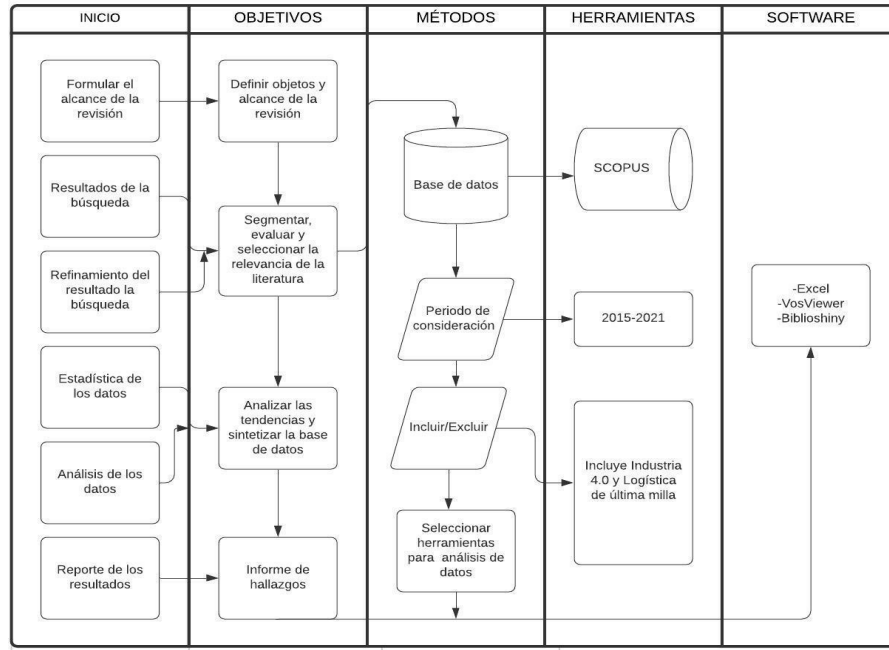 INICIO
OBJETIVOS
MÉTODOS
HERRAMIENTAS
SOFTWARE
Formular el
alcance de la
revisión
Resultados de la
búsqueda
Refinamiento del
resultado la
búsqueda
Estadística de
los datos
Análisis de los
datos
Reporte de los
resultados
Definir objetos y
alcance de la
revisión
Segmentar,
evaluar y
seleccionar la
relevancia de la
literatura
Analizar las
tendencias y
sintetizar la base
de datos
Informe de
hallazgos
Base de datos
Periodo de
consideración
Incluir/Excluir
Seleccionar
herramientas
para análisis de
datos
SCOPUS
2015-2021
Incluye Industria
4.0 y Logística
de última milla
-Excel
-VosViewer
-Biblioshiny